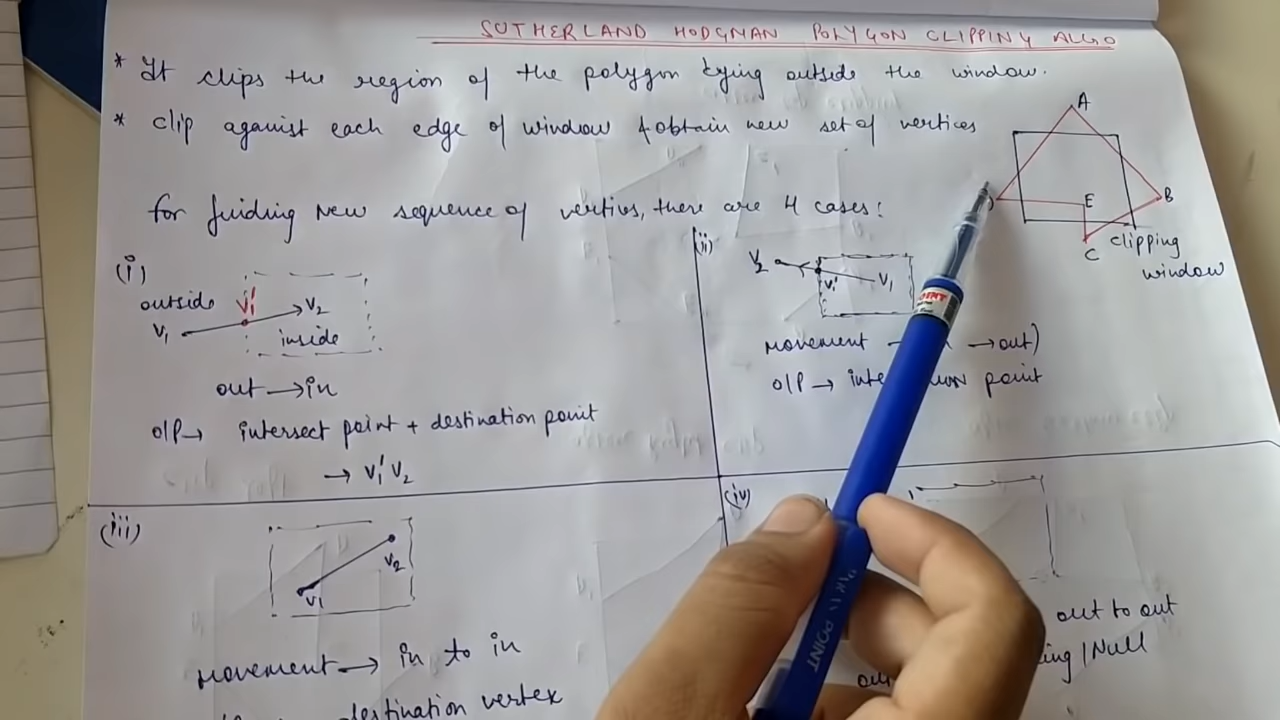 SUTHERLAND HODGMAN POLYGON CLIPPING ALGO
* It clips the region of the polygon lying outside the window.
* clip against each edge of window & obtain new set of vertices
for finding New sequence of vertices, there are 4 cases:
A
B
E
C
clipping
window
(i)
outside
V1'
V2
V1
inside
out → in
O/P → intersect point + destination point
→ V1' V2
(ii)
V2
V1'
V1
Movement → out)
O/P → point
(iii)
V2
V1
Movement → in to in
destination vertex
(iv)
out to out
/ Null
POINT